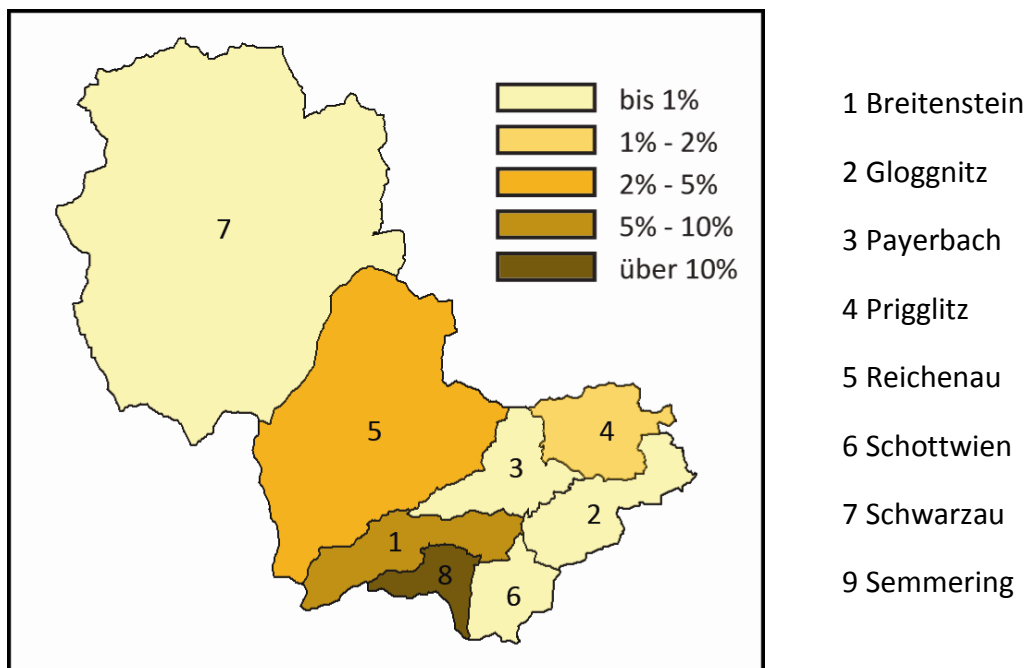 bis 1%
1% - 2%
2% - 5%
5% - 10%
über 10%
7
5
4
3
2
1
8
6
1 Breitenstein
2 Gloggnitz
3 Payerbach
4 Prigglitz
5 Reichenau
6 Schottwien
7 Schwarzau
9 Semmering